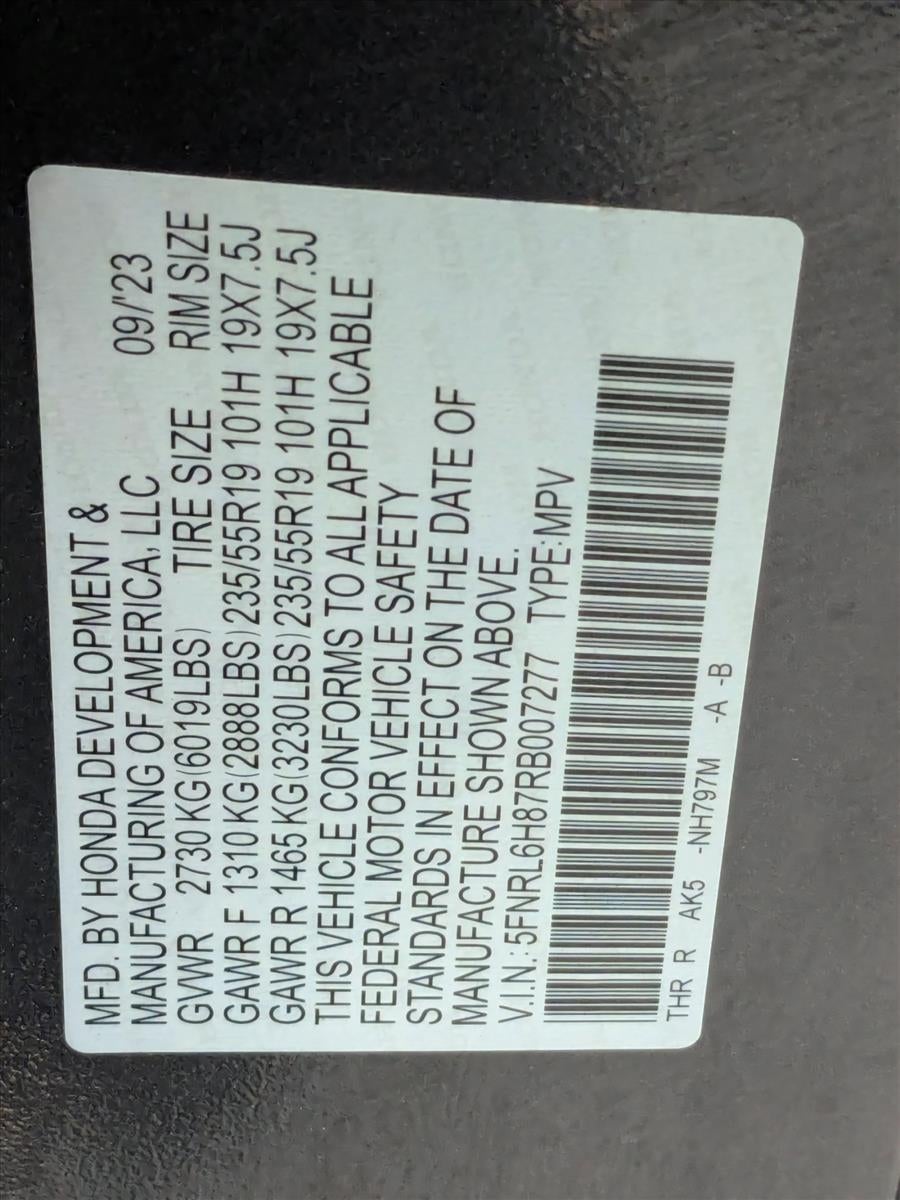 MFD. BY HONDA DEVELOPMENT &
MANUFACTURING OF AMERICA, LLC 09/'23
GVWR 2730 KG(6019LBS) TIRE SIZE RIM SIZE
GAWR F 1310 KG(2888LBS)235/55R19 101H 19X7.5J
GAWR R 1465 KG(3230LBS)235/55R19 101H 19X7.5J
THIS VEHICLE CONFORMS TO ALL APPLICABLE
FEDERAL MOTOR VEHICLE SAFETY
STANDARDS IN EFFECT ON THE DATE OF
MANUFACTURE SHOWN ABOVE.
V.I.N.:5FNRL6H87RB007277 TYPE:MPV
THR R AK5 -NH797M -A -B